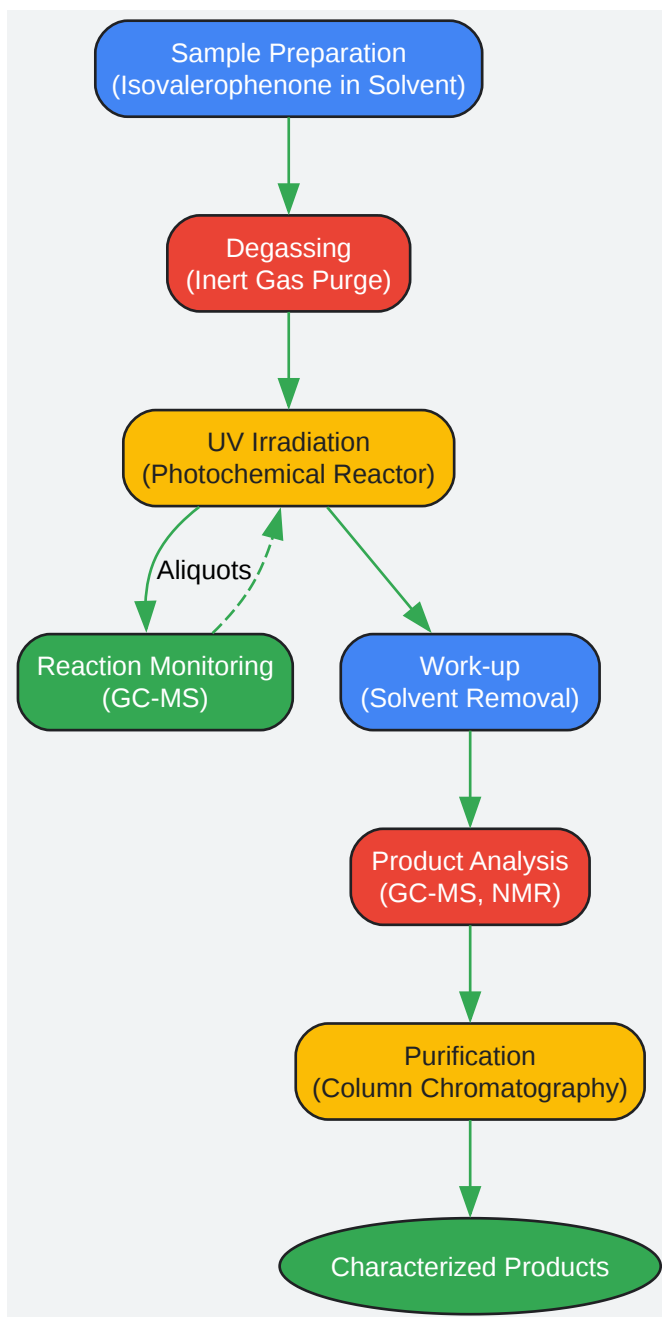 Sample Preparation
(Isovalerophenone in Solvent)
Degassing
(Inert Gas Purge)
UV Irradiation
(Photochemical Reactor)
Aliquots
Reaction Monitoring
(GC-MS)
Work-up
(Solvent Removal)
Product Analysis
(GC-MS, NMR)
Purification
(Column Chromatography)
Characterized Products